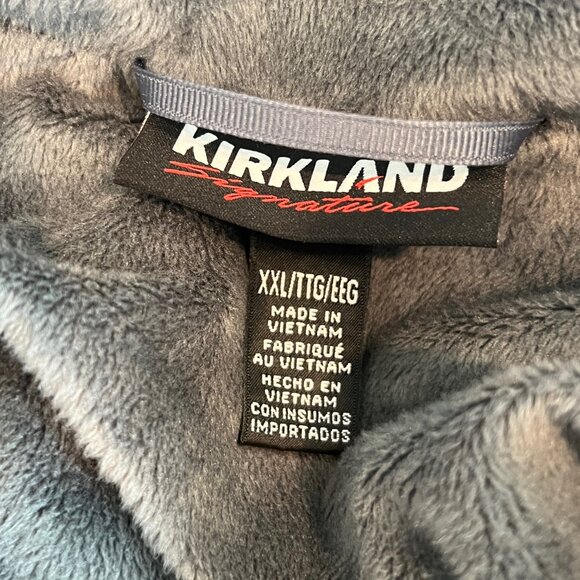 KIRKLAND
Signature
XXL/TTG/EEG
MADE IN
VIETNAM
FABRIQUÉ
AU VIETNAM
HECHO EN
VIETNAM
CON INSUMOS
IMPORTADOS